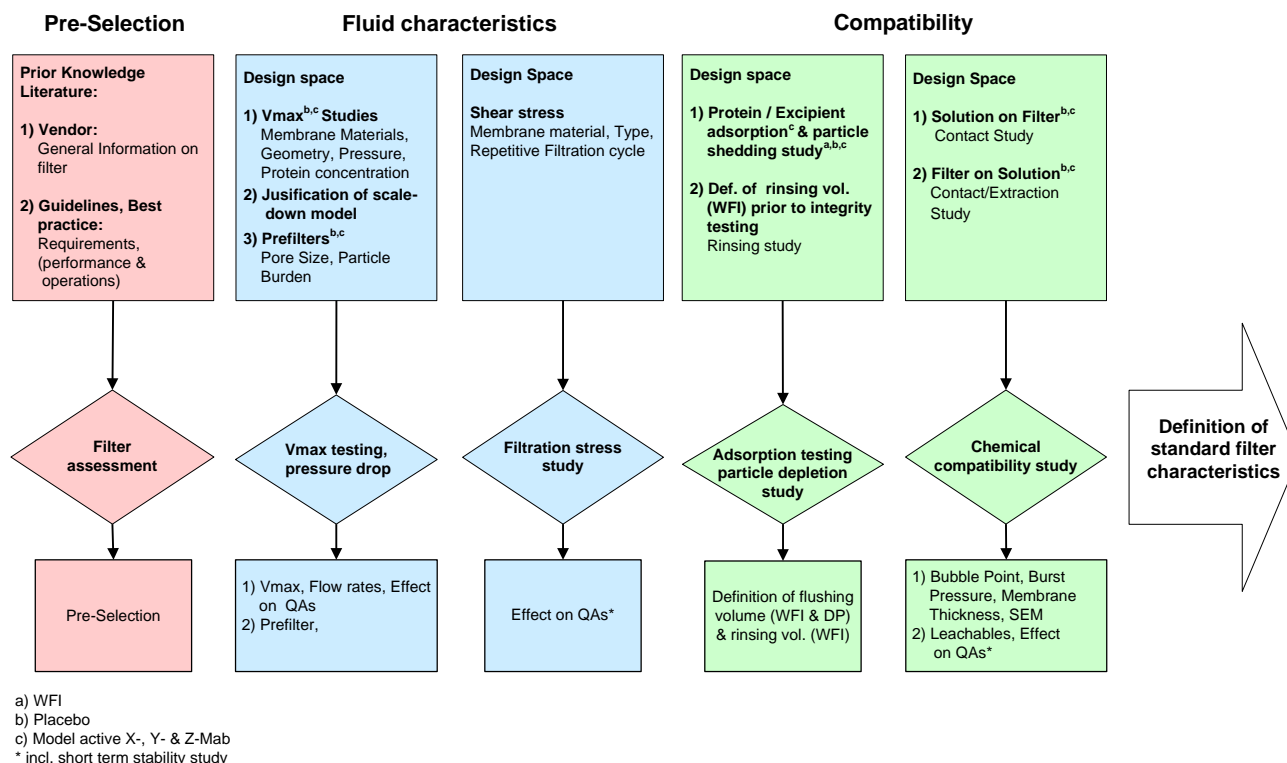 Pre-Selection
Fluid characteristics
Compatibility
Prior Knowledge
Literature:
1) Vendor:
General Information on
filter
2) Guidelines, Best
practice:
Requirements,
(performance &
operations)
Design space
1) Vmax b,c Studies
Membrane Materials,
Geometry, Pressure,
Protein concentration
2) Jusification of scale-
down model
3) Prefilters b,c
Pore Size, Particle
Burden
Design Space
Shear stress
Membrane material, Type,
Repetitive Filtration cycle
Design space
1) Protein / Excipient
adsorption c & particle
shedding study a,b,c
2) Def. of rinsing vol.
(WFI) prior to integrity
testing
Rinsing study
Design Space
1) Solution on Filter b,c
Contact Study
2) Filter on Solution b,c
Contact/Extraction
Study
Filter
assessment
Vmax testing,
pressure drop
Filtration stress
study
Adsorption testing
particle depletion
study
Chemical
compatibility study
Definition of
standard filter
characteristics
Pre-Selection
1) Vmax, Flow rates, Effect
on QAs
2) Prefilter,
Effect on QAs*
Definition of flushing
volume (WFI & DP)
& rinsing vol. (WFI)
1) Bubble Point, Burst
Pressure, Membrane
Thickness, SEM
2) Leachables, Effect
on QAs*
a) WFI
b) Placebo
c) Model active X-, Y- & Z-Mab
* incl. short term stability study